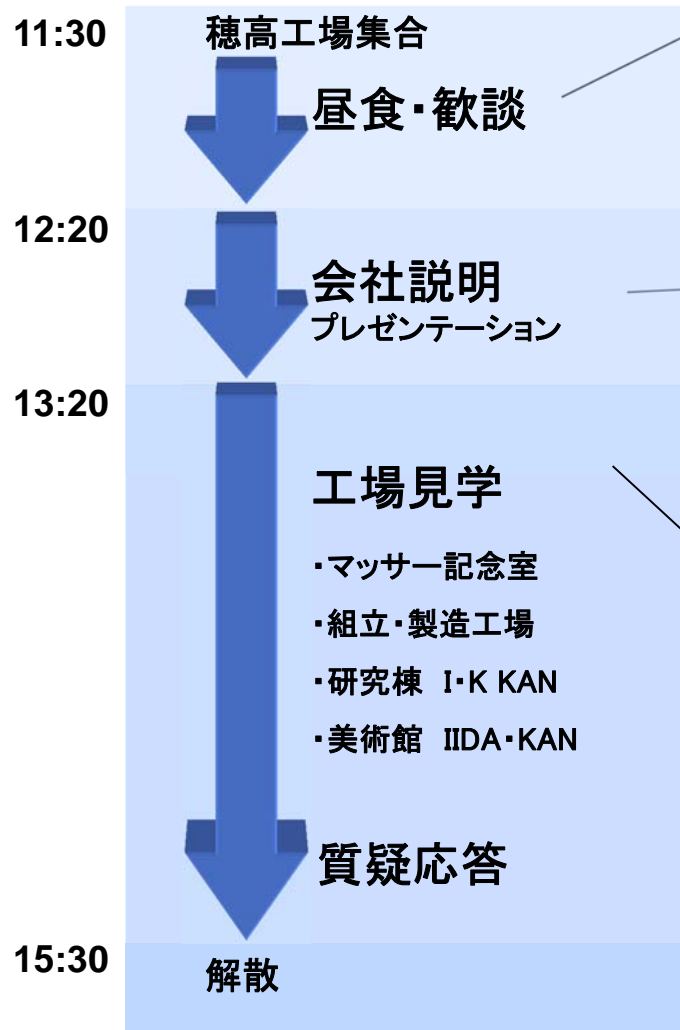 11:30 穂高工場集合
昼食・歓談
12:20
会社説明
プレゼンテーション
13:20
工場見学
・マッサー記念室
・組立・製造工場
・研究棟 I・K KAN
・美術館 IIDA・KAN
質疑応答
15:30 解散